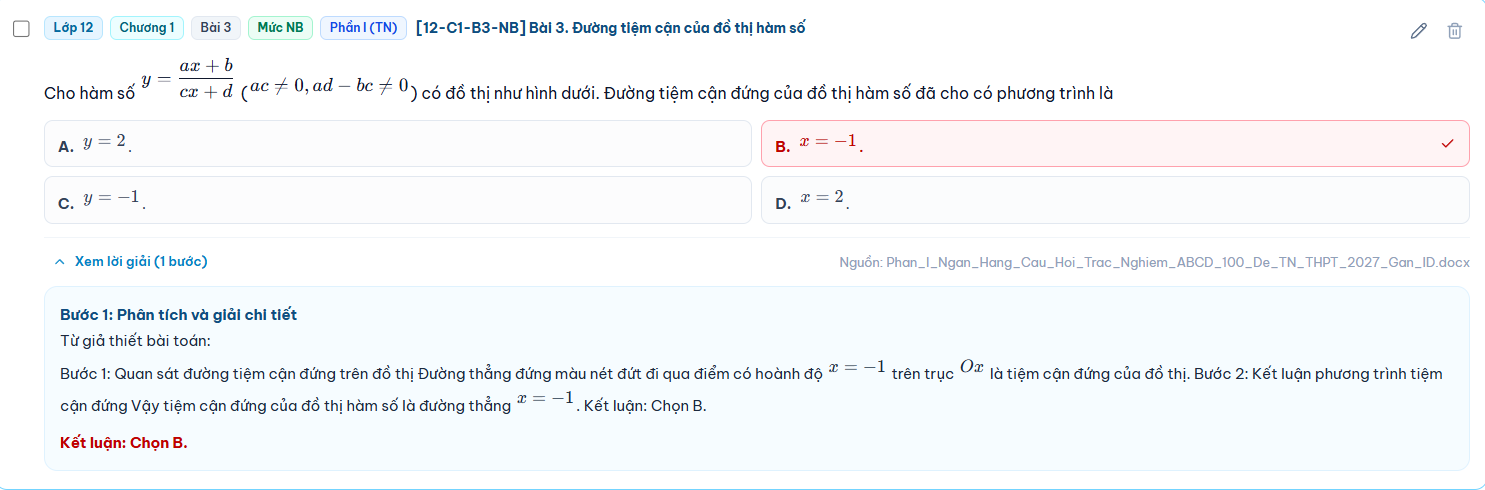 Lớp 12 Chương 1 Bài 3 Mức NB Phần I (TN) [12-C1-B3-NB] Bài 3. Đường tiệm cận của đồ thị hàm số
Cho hàm số y = \frac{ax + b}{cx + d} (ac ≠ 0, ad − bc ≠ 0) có đồ thị như hình dưới. Đường tiệm cận đứng của đồ thị hàm số đã cho có phương trình là
A. y = 2.
B. x = −1.
C. y = −1.
D. x = 2.
Xem lời giải (1 bước)
Nguồn: Phan_I_Ngan_Hang_Cau_Hoi_Trac_Nghiem_ABCD_100_De_TN_THPT_2027_Gan_ID.docx
Bước 1: Phân tích và giải chi tiết
Từ giả thiết bài toán:
Bước 1: Quan sát đường tiệm cận đứng trên đồ thị Đường thẳng đứng màu nét đứt đi qua điểm có hoành độ x = −1 trên trục Ox là tiệm cận đứng của đồ thị. Bước 2: Kết luận phương trình tiệm
cận đứng Vậy tiệm cận đứng của đồ thị hàm số là đường thẳng x = −1. Kết luận: Chọn B.
Kết luận: Chọn B.